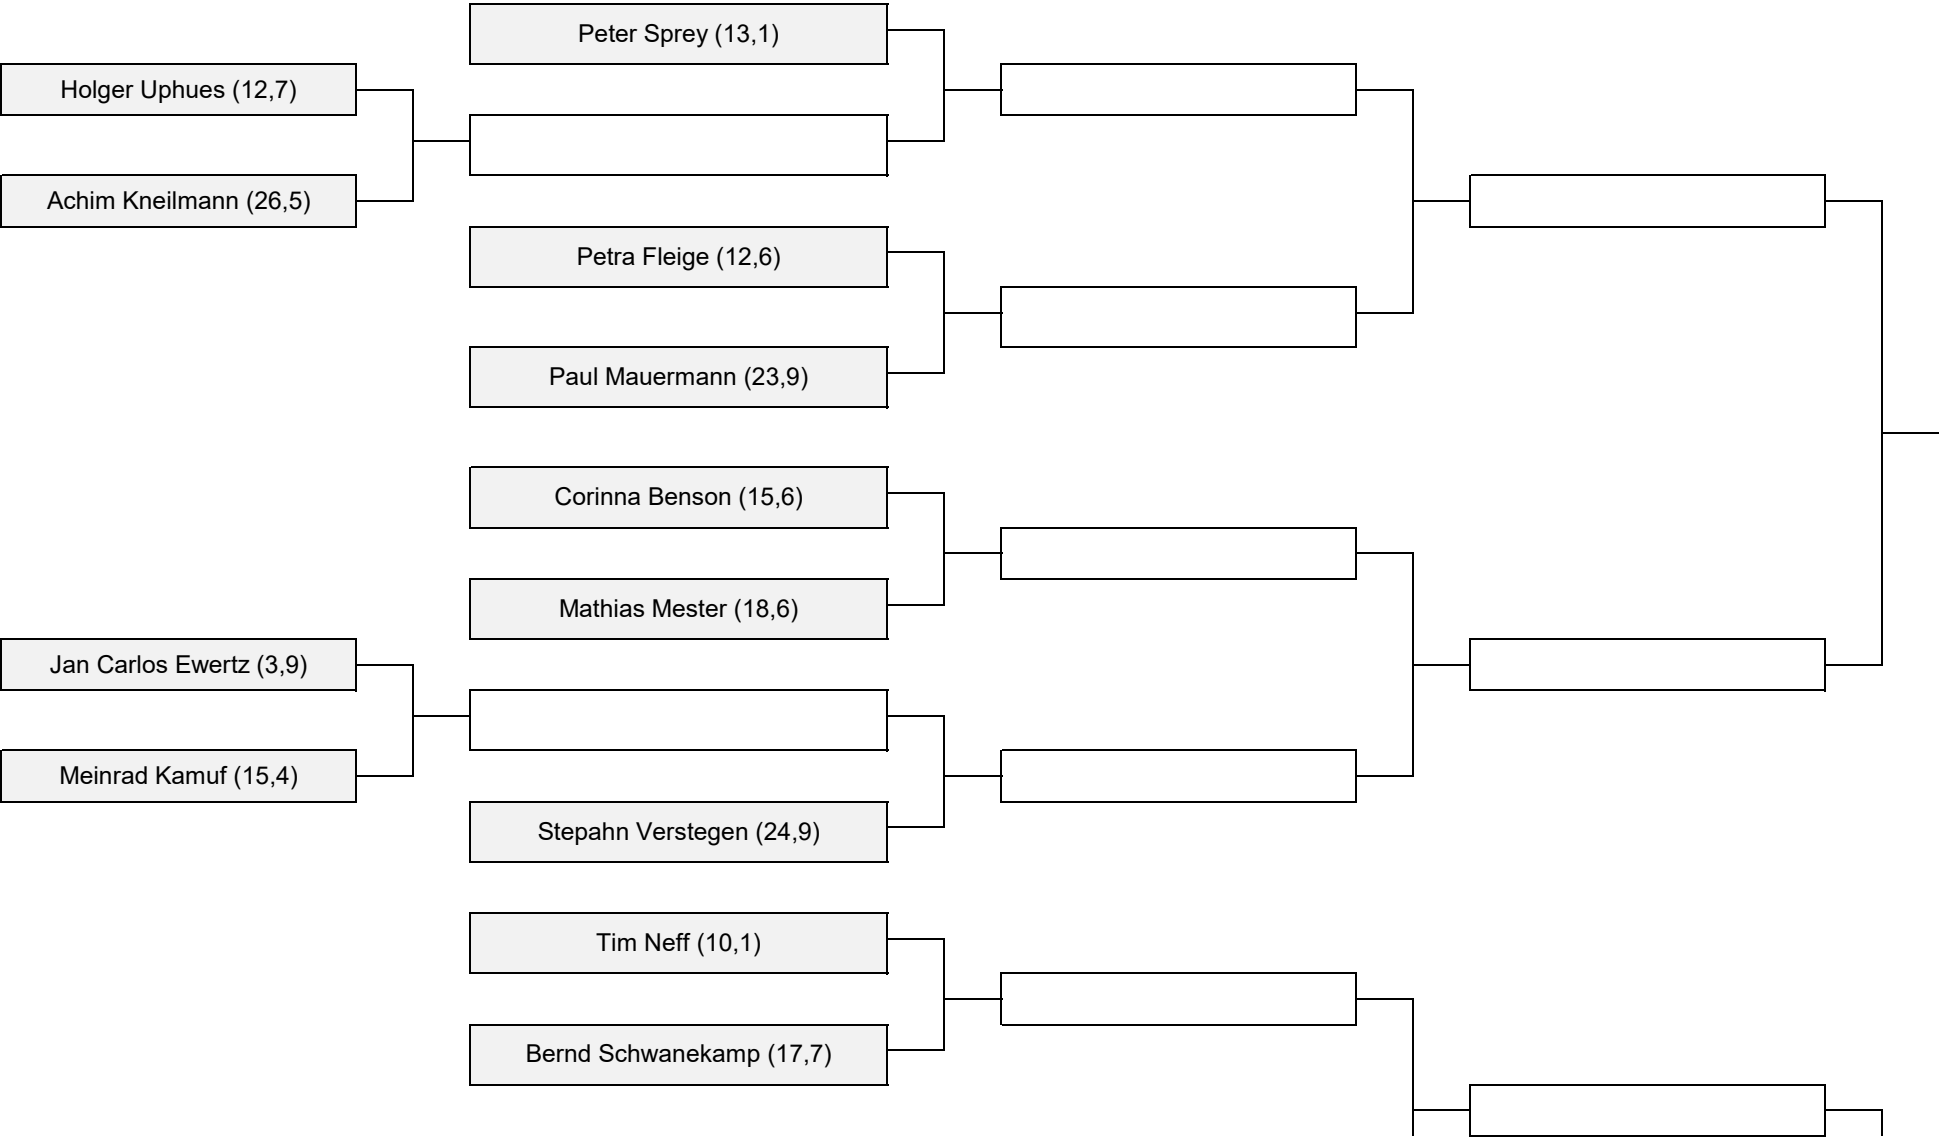 Peter Sprey (13,1)
Holger Uphues (12,7)
Achim Kneilmann (26,5)
Petra Fleige (12,6)
Paul Mauermann (23,9)
Corinna Benson (15,6)
Mathias Mester (18,6)
Jan Carlos Ewertz (3,9)
Meinrad Kamuf (15,4)
Stepahn Verstegen (24,9)
Tim Neff (10,1)
Bernd Schwanekamp (17,7)